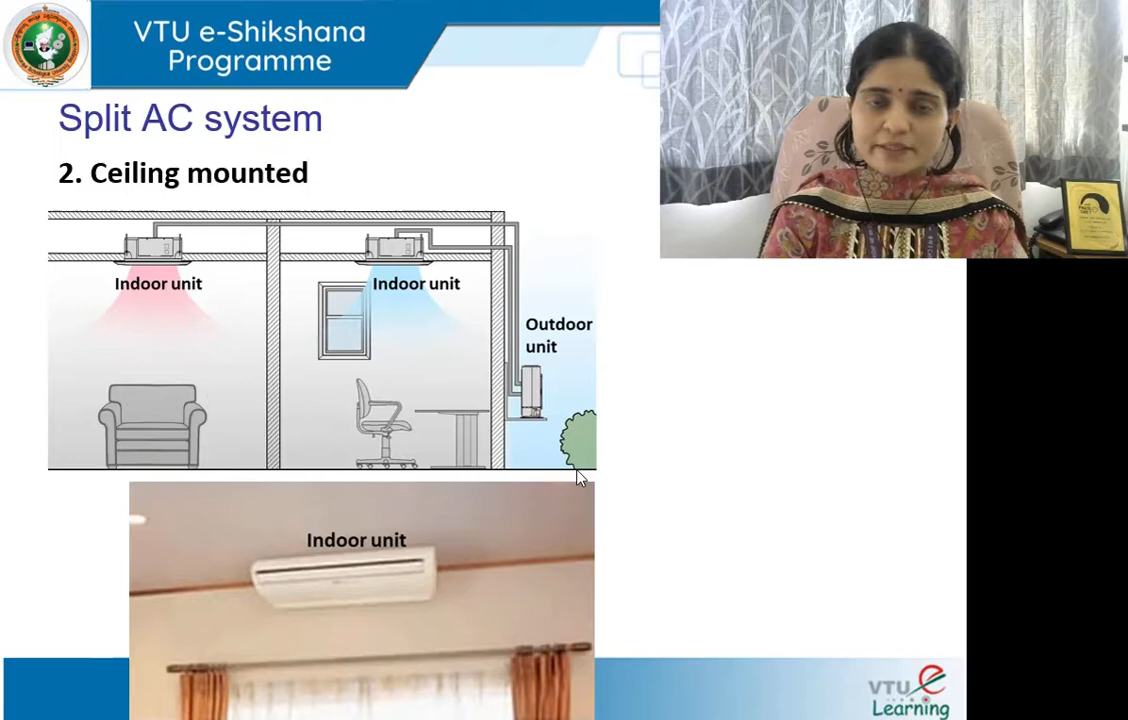 VTU e-Shikshana
Programme
Split AC system
2. Ceiling mounted
Indoor unit
Indoor unit
Outdoor
unit
Indoor unit
VTU e
Learning